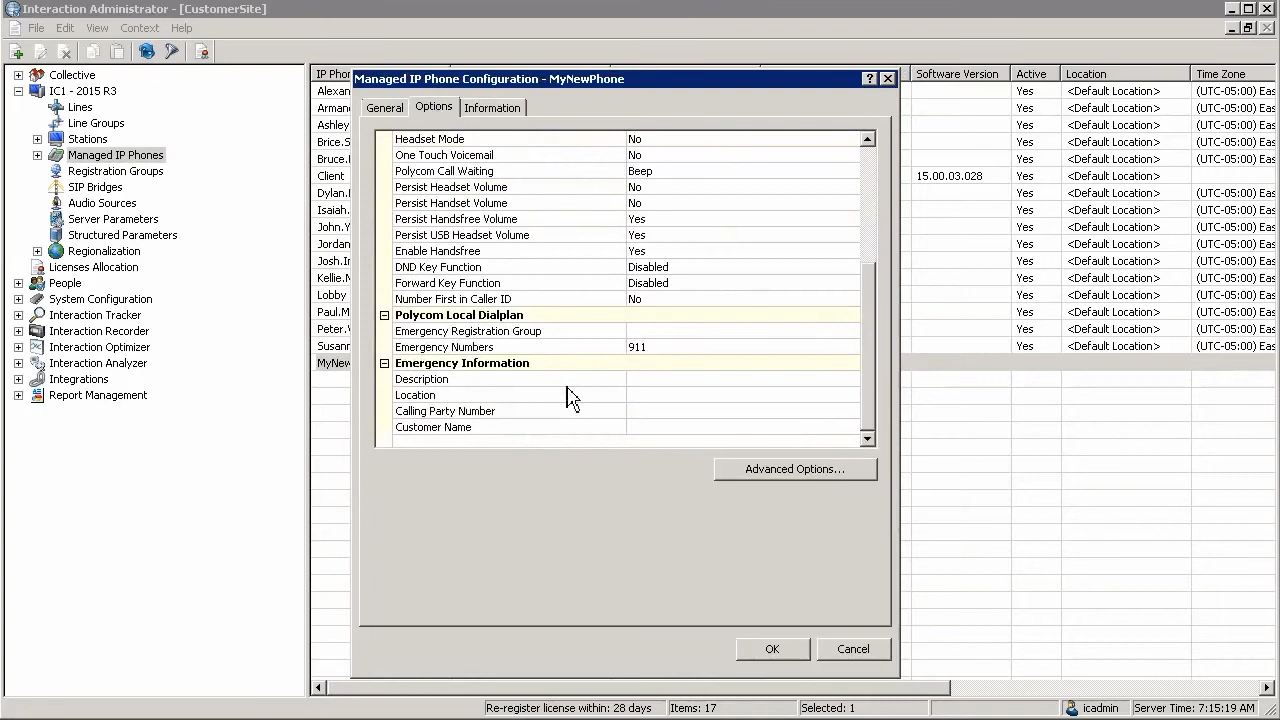 Interaction Administrator - [CustomerSite]
File Edit View Context Help
Collective
IC1 - 2015 R3
Lines
Line Groups
Stations
Managed IP Phones
Registration Groups
SIP Bridges
Audio Sources
Server Parameters
Structured Parameters
Regionalization
Licenses Allocation
People
System Configuration
Interaction Tracker
Interaction Recorder
Interaction Optimizer
Interaction Analyzer
Integrations
Report Management
IP Phor
Alexan
Armand
Ashley
Brice.S
Bruce.I
Client
Dylan.I
Isaiah.
John.Y
Jordan
Josh.In
Kellie.N
Lobby
Paul.M
Peter.V
Susann
MyNew
Managed IP Phone Configuration - MyNewPhone
General Options Information
Headset Mode No
One Touch Voicemail No
Polycom Call Waiting Beep
Persist Headset Volume No
Persist Handset Volume No
Persist Handsfree Volume Yes
Persist USB Headset Volume Yes
Enable Handsfree Yes
DND Key Function Disabled
Forward Key Function Disabled
Number First in Caller ID No
Polycom Local Dialplan
Emergency Registration Group
Emergency Numbers 911
Emergency Information
Description
Location
Calling Party Number
Customer Name
Advanced Options...
OK Cancel
Software Version Active Location Time Zone
Yes <Default Location> (UTC-05:00) Eas
Yes <Default Location> (UTC-05:00) Eas
Yes <Default Location> (UTC-05:00) Eas
Yes <Default Location> (UTC-05:00) Eas
Yes <Default Location> (UTC-05:00) Eas
15.00.03.028 Yes <Default Location>
Yes <Default Location> (UTC-05:00) Eas
Yes <Default Location> (UTC-05:00) Eas
Yes <Default Location> (UTC-05:00) Eas
Yes <Default Location> (UTC-05:00) Eas
Yes <Default Location> (UTC-05:00) Eas
Yes <Default Location> (UTC-05:00) Eas
Yes <Default Location> (UTC-05:00) Eas
Yes <Default Location> (UTC-05:00) Eas
Yes <Default Location> (UTC-05:00) Eas
Yes <Default Location> (UTC-05:00) Eas
Re-register license within: 28 days Items: 17 Selected: 1 icadmin Server Time: 7:15:19 AM